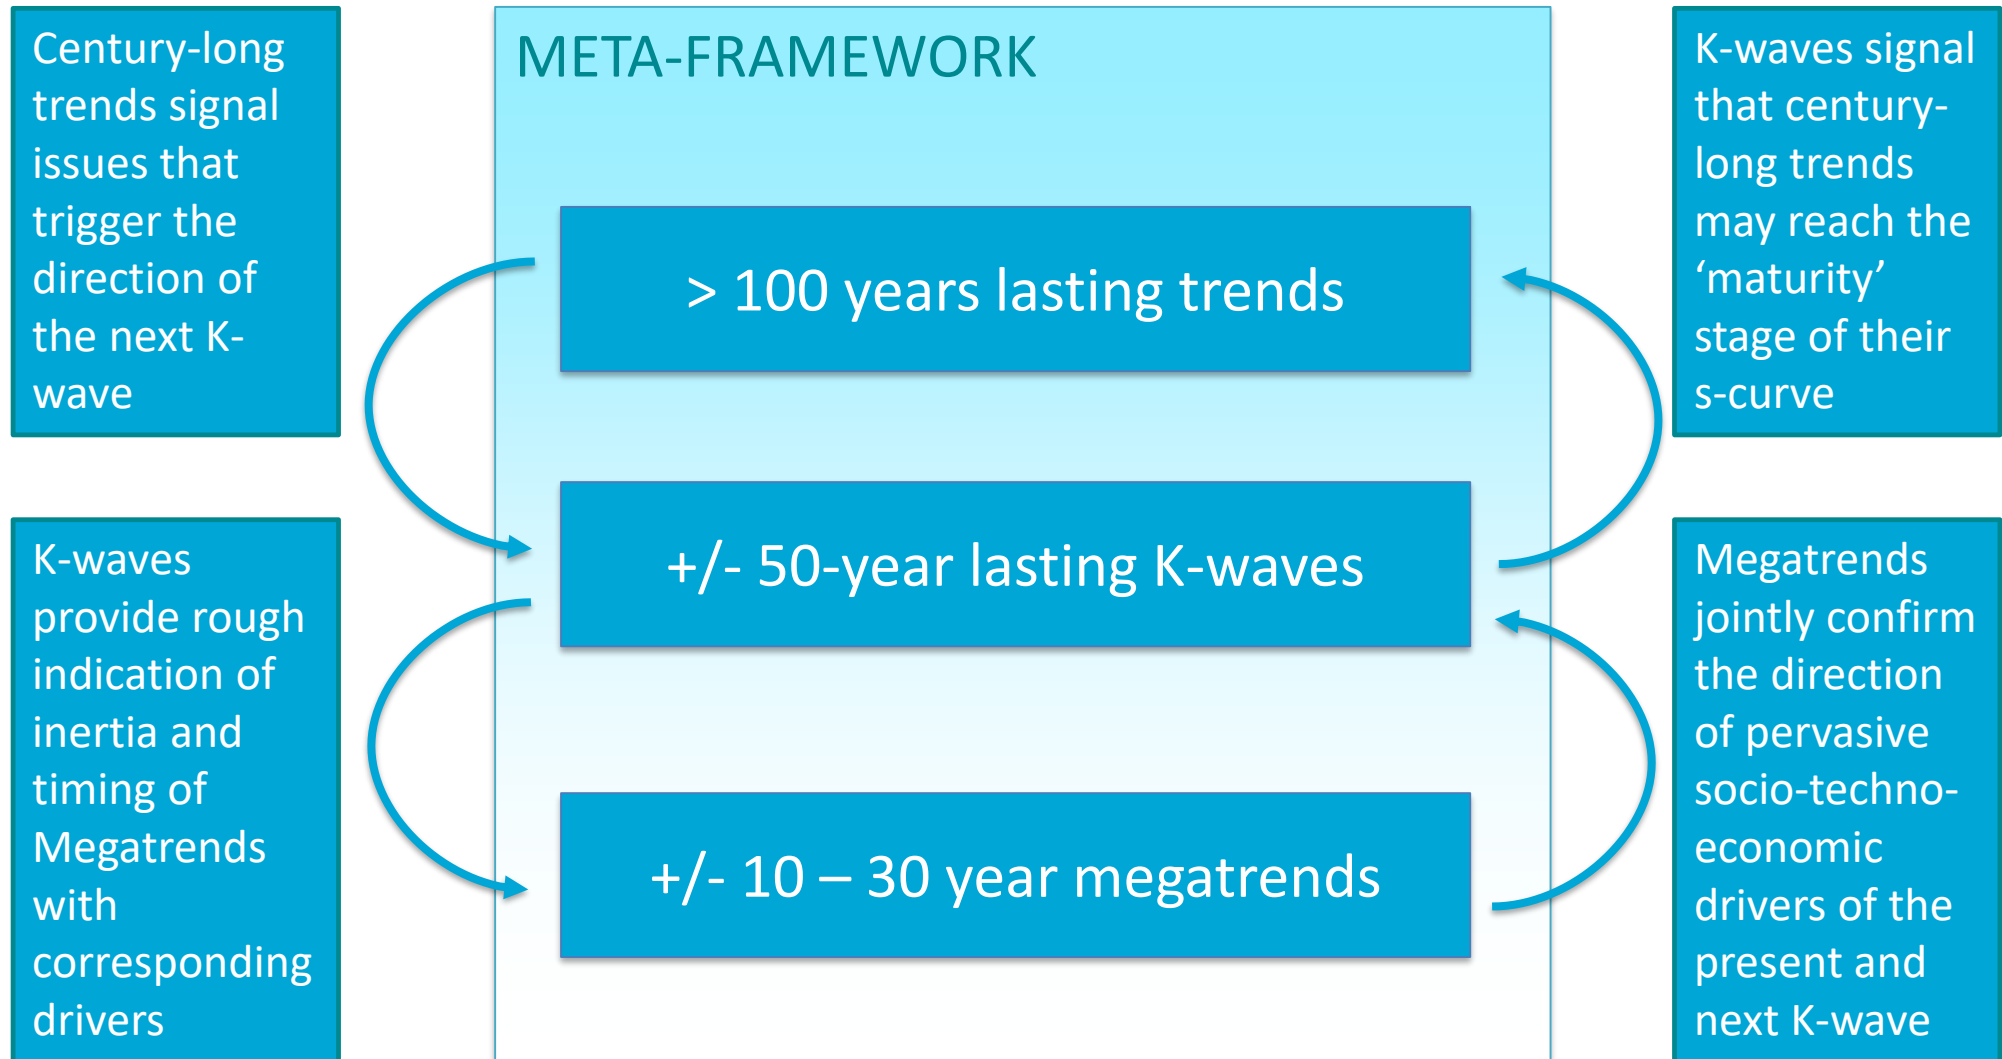 Century-long
trends signal
issues that
trigger the
direction of
the next K-
wave
K-waves
provide rough
indication of
inertia and
timing of
Megatrends
with
corresponding
drivers
META-FRAMEWORK
> 100 years lasting trends
+/- 50-year lasting K-waves
+/- 10 – 30 year megatrends
K-waves signal
that century-
long trends
may reach the
‘maturity’
stage of their
s-curve
Megatrends
jointly confirm
the direction
of pervasive
socio-techno-
economic
drivers of the
present and
next K-wave